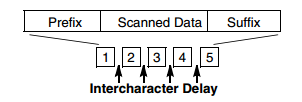 Prefix Scanned Data Suffix
1 2 3 4 5
Intercharacter Delay